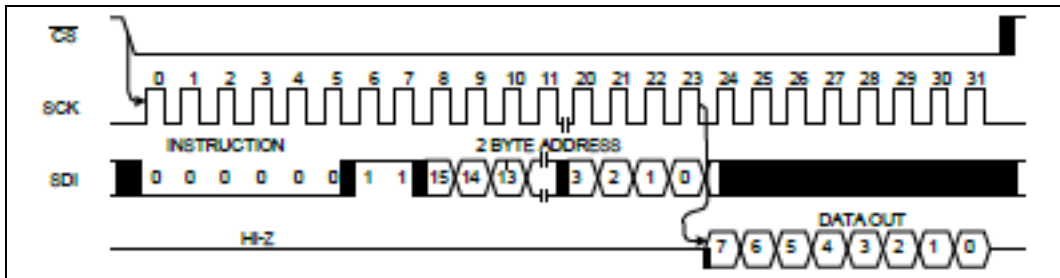 CS
0 1 2 3 4 5 6 7 8 9 10 11 20 21 22 23 24 25 26 27 28 29 30 31
SCK
INSTRUCTION 2 BYTE ADDRESS
SDI 0 0 0 0 0 0 1 1 15 14 13 3 2 1 0
DATA OUT
HI-Z
7 6 5 4 3 2 1 0